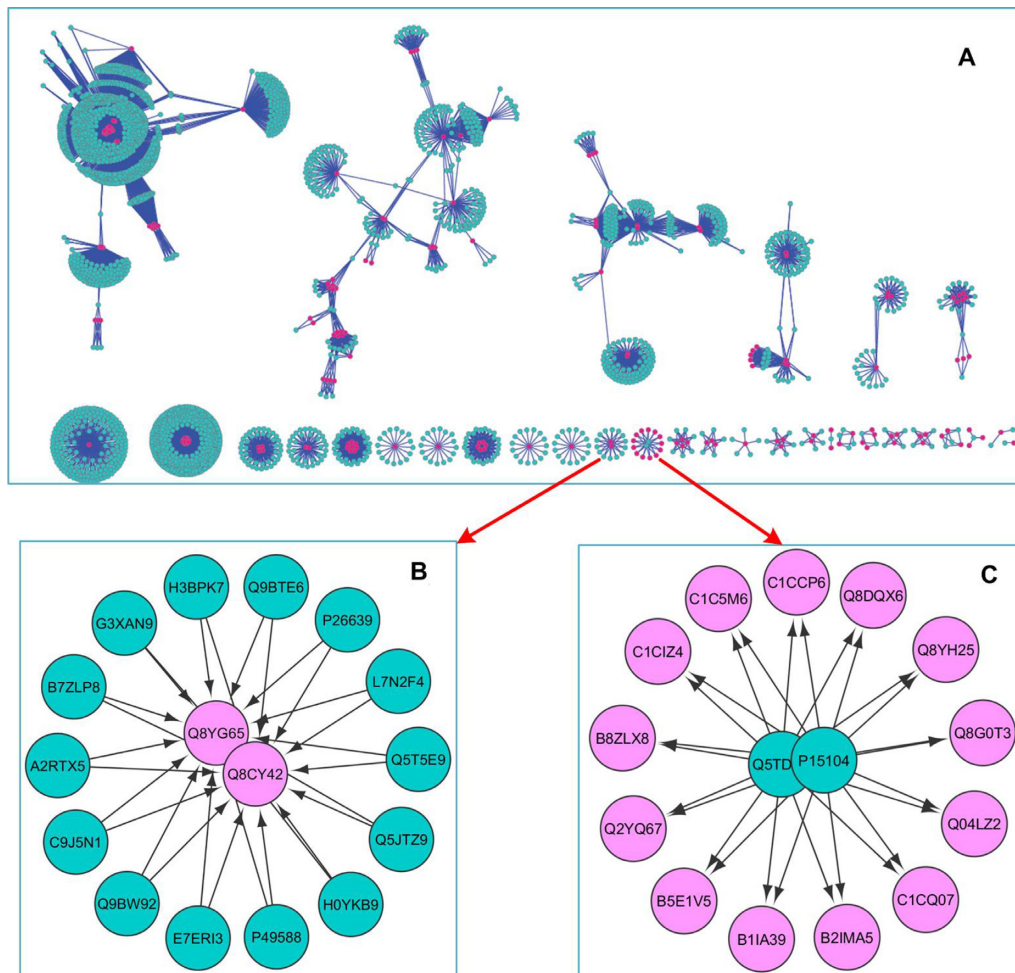 A
B
H3BPK7
Q9BTE6
G3XAN9
P26639
B7ZLP8
L7N2F4
Q8YG65
A2RTX5
Q8CY42
Q5T5E9
C9J5N1
Q5JTZ9
Q9BW92
H0YKB9
E7ERI3
P49588
C
C1CCP6
C1C5M6
Q8DQX6
C1CIZ4
Q8YH25
B8ZLX8
Q8G0T3
Q5TD
P15104
Q2YQ67
Q04LZ2
B5E1V5
C1CQ07
B1IA39
B2IMA5